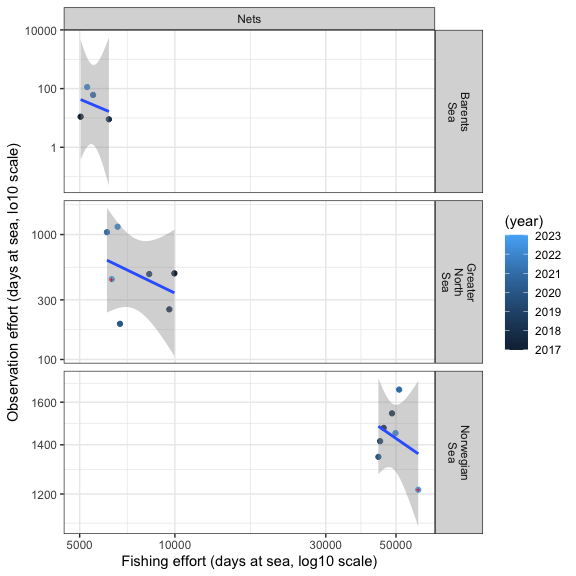 Nets
10000
100
1
Barents
Sea
1000
300
100
Greater
North
Sea
1600
1400
1200
Norwegian
Sea
5000 10000 30000 50000
Fishing effort (days at sea, log10 scale)
Observation effort (days at sea, lo10 scale)
(year)
2023
2022
2021
2020
2019
2018
2017